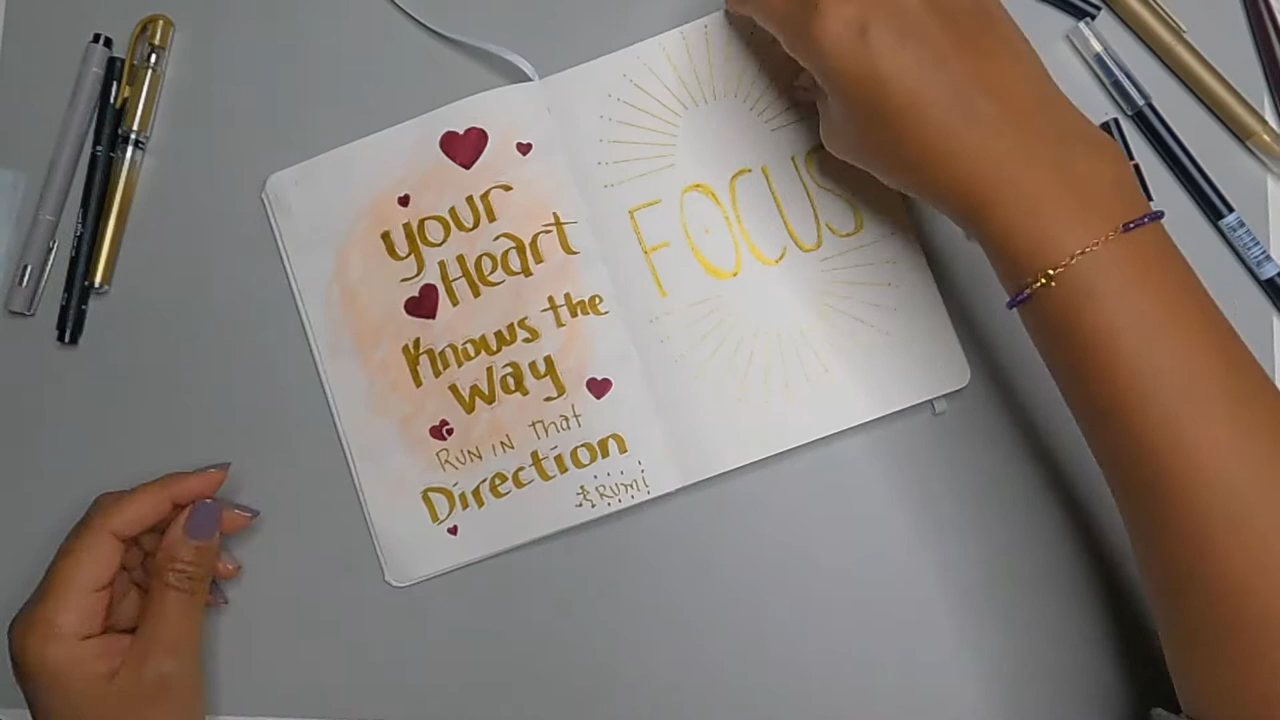 your
Heart
Knows the
way
RUN IN That
Direction
RUMI
FOCUS